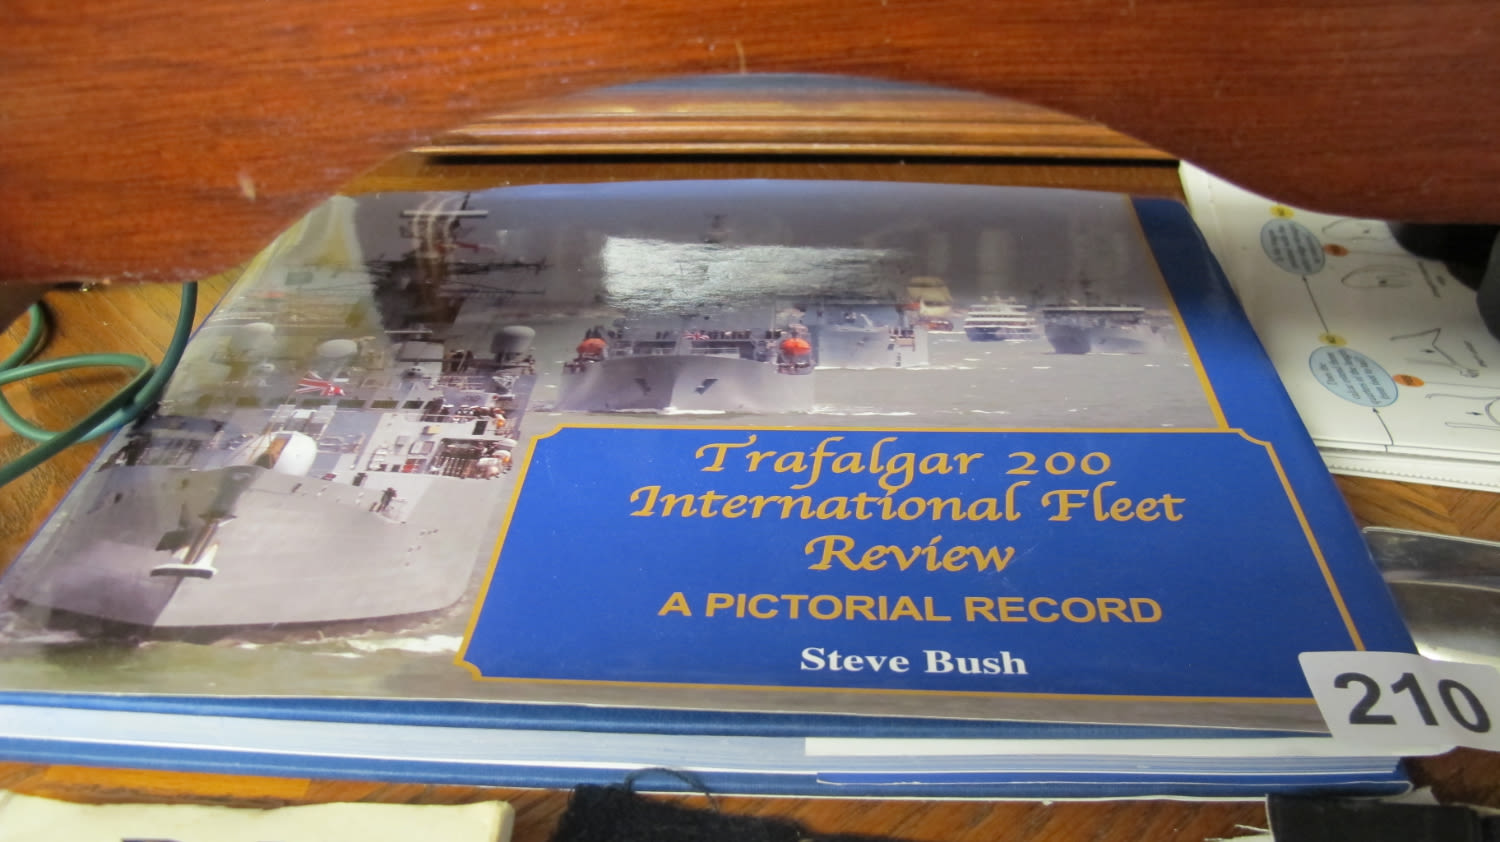 Trafalgar 200
International Fleet
Review
A PICTORIAL RECORD
Steve Bush
210